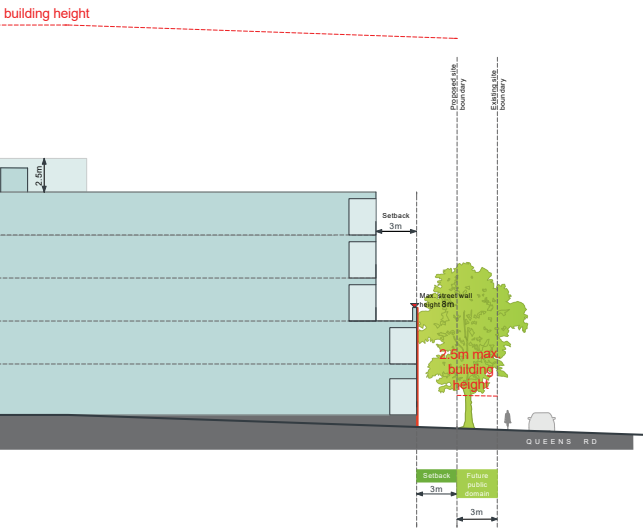 building height
Proposed site
boundary
Existing site
boundary
2.5m
Setback
3m
Max. street wall
height 8m
2.5m max
building
height
QUEENS RD
Setback
Future
public
domain
3m
3m